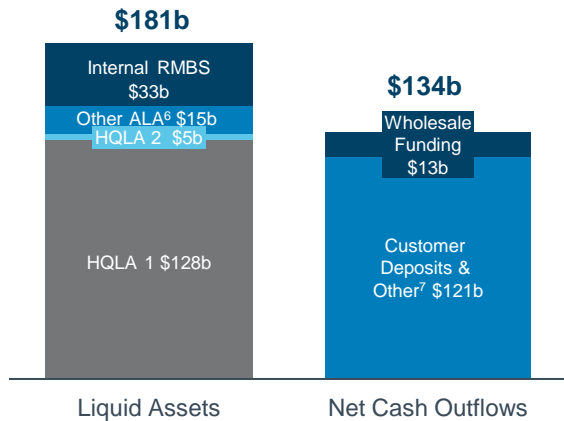 $181b
Internal RMBS
$33b
Other ALA⁶ $15b
HQLA 2 $5b
HQLA 1 $128b
Liquid Assets
$134b
Wholesale
Funding
$13b
Customer
Deposits &
Other⁷ $121b
Net Cash Outflows